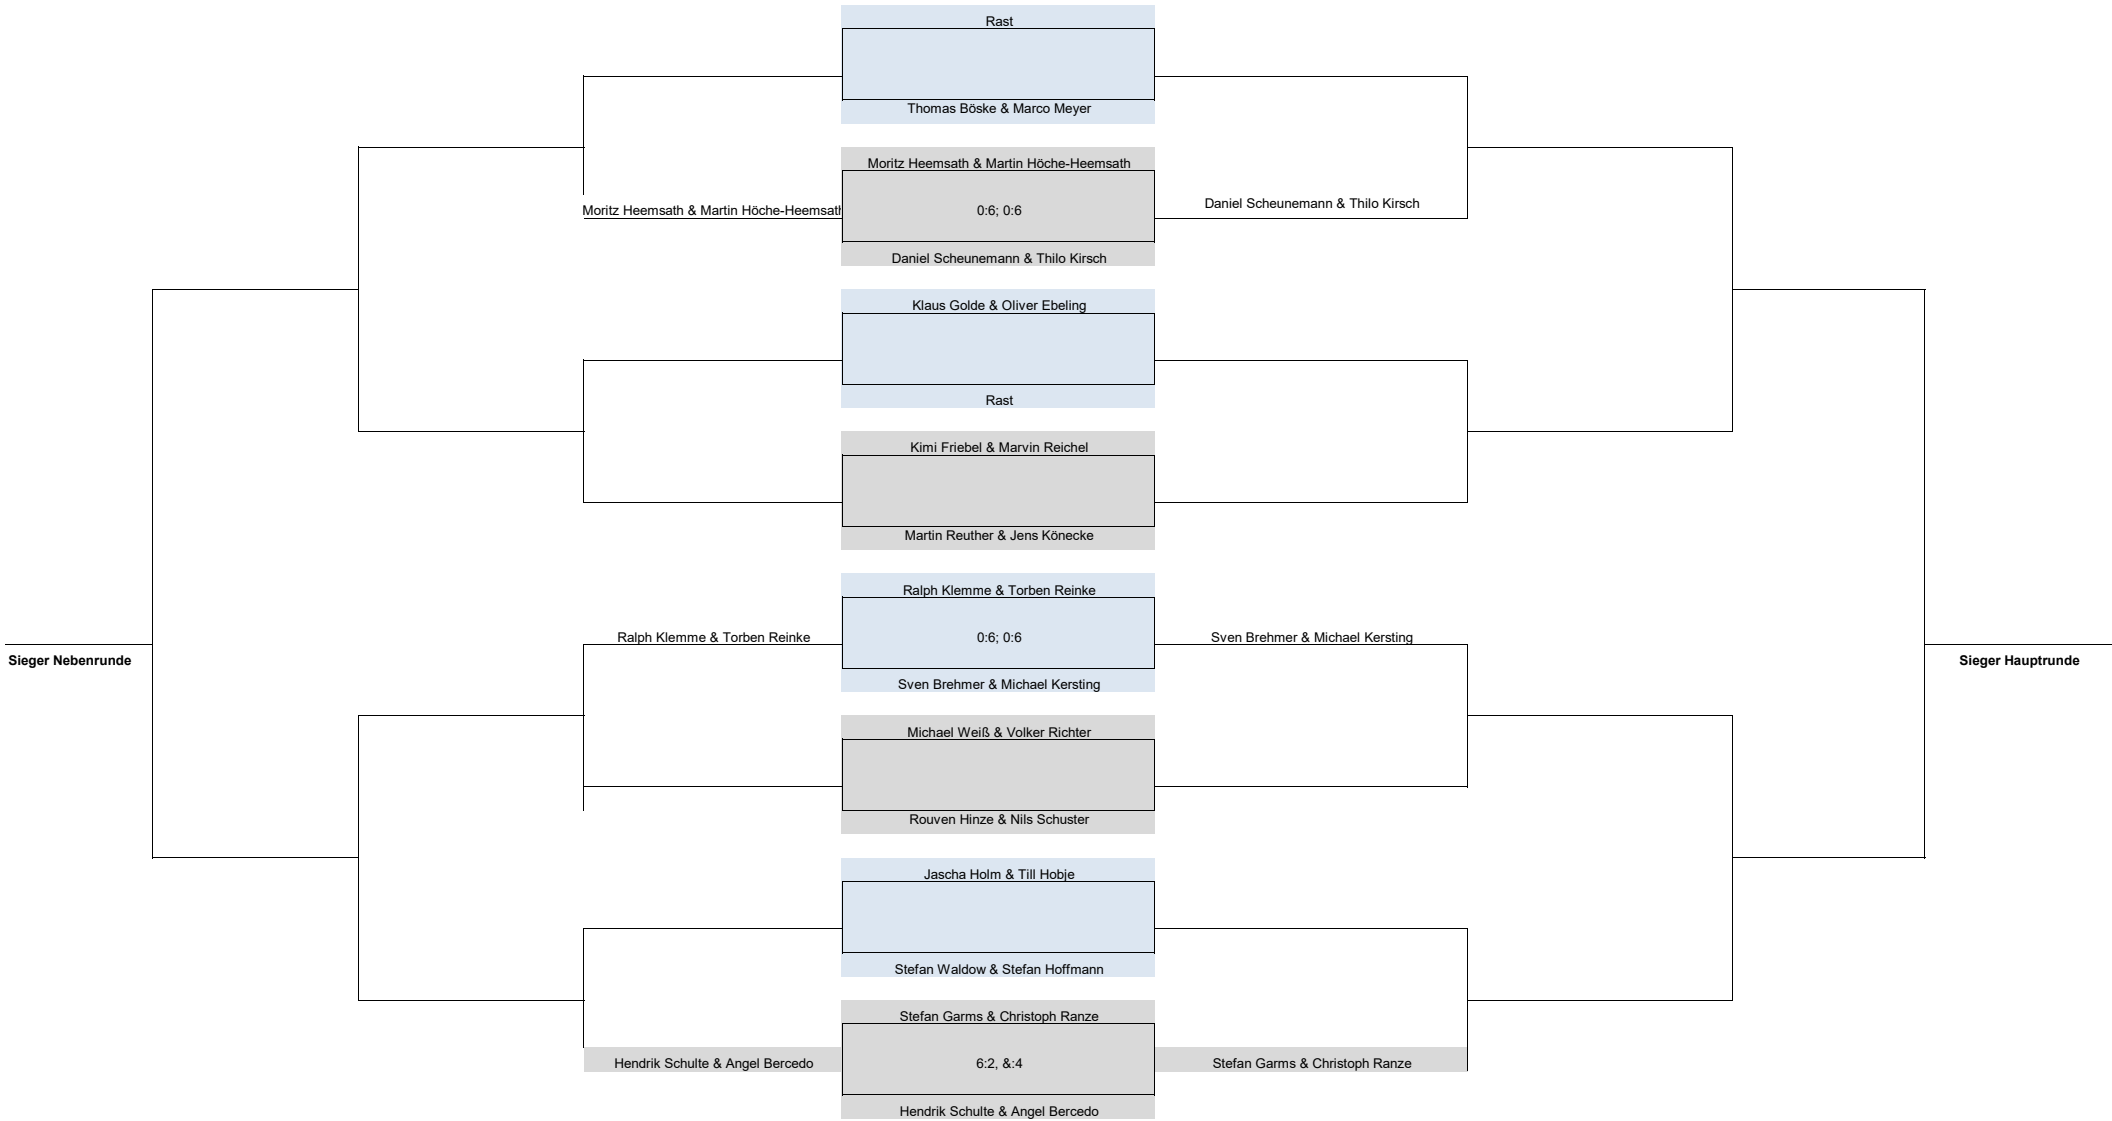 Rast
Thomas Böske & Marco Meyer
Moritz Heemsath & Martin Höche-Heemsath
Moritz Heemsath & Martin Höche-Heemsath
0:6; 0:6
Daniel Scheunemann & Thilo Kirsch
Daniel Scheunemann & Thilo Kirsch
Klaus Golde & Oliver Ebeling
Rast
Kimi Friebel & Marvin Reichel
Martin Reuther & Jens Könecke
Ralph Klemme & Torben Reinke
Ralph Klemme & Torben Reinke
0:6; 0:6
Sven Brehmer & Michael Kersting
Sieger Nebenrunde
Sieger Hauptrunde
Sven Brehmer & Michael Kersting
Michael Weiß & Volker Richter
Rouven Hinze & Nils Schuster
Jascha Holm & Till Hobje
Stefan Waldow & Stefan Hoffmann
Stefan Garms & Christoph Ranze
Hendrik Schulte & Angel Bercedo
6:2, &:4
Stefan Garms & Christoph Ranze
Hendrik Schulte & Angel Bercedo